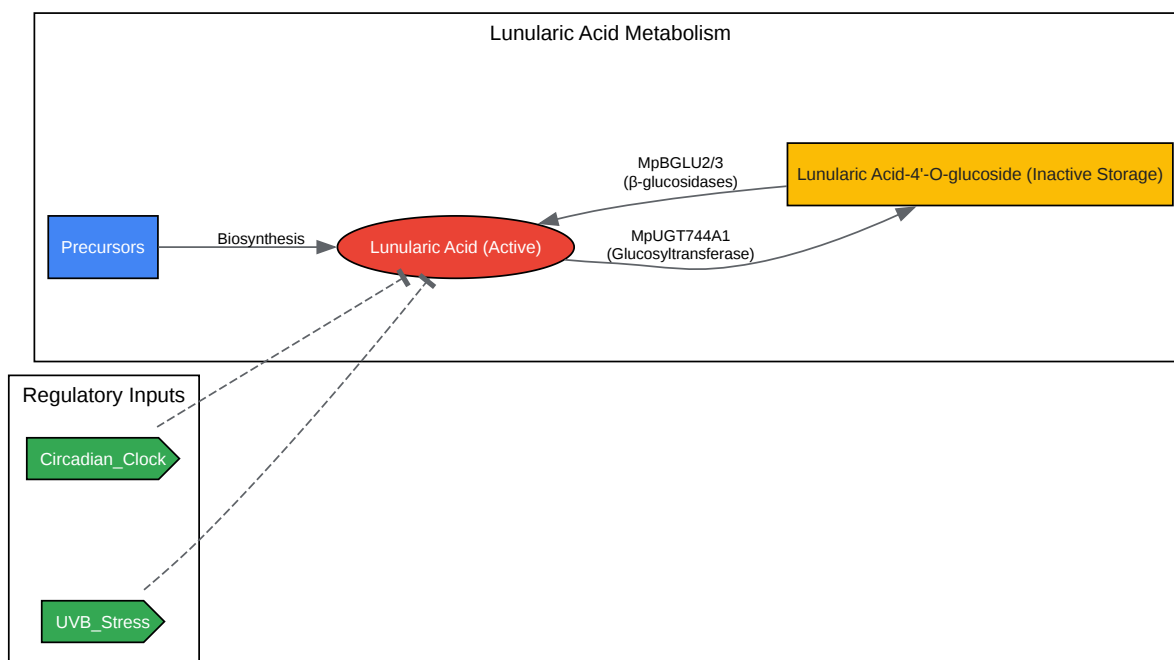 Lunularic Acid Metabolism
MpBGLU2/3
(β-glucosidases)
Lunularic Acid-4'-O-glucoside (Inactive Storage)
Precursors
Biosynthesis
Lunularic Acid (Active)
MpUGT744A1
(Glucosyltransferase)
Regulatory Inputs
Circadian_Clock
UVB_Stress